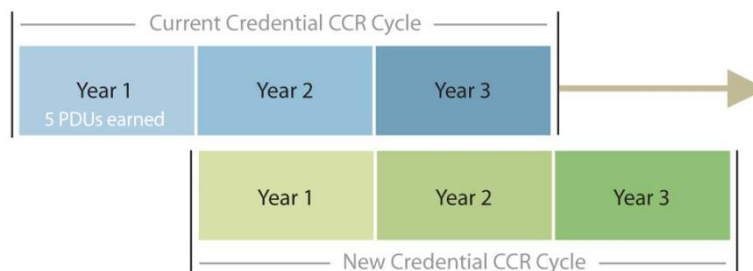 Current Credential CCR Cycle
Year 1
5 PDUs earned
Year 2
Year 3
Year 1
Year 2
Year 3
New Credential CCR Cycle